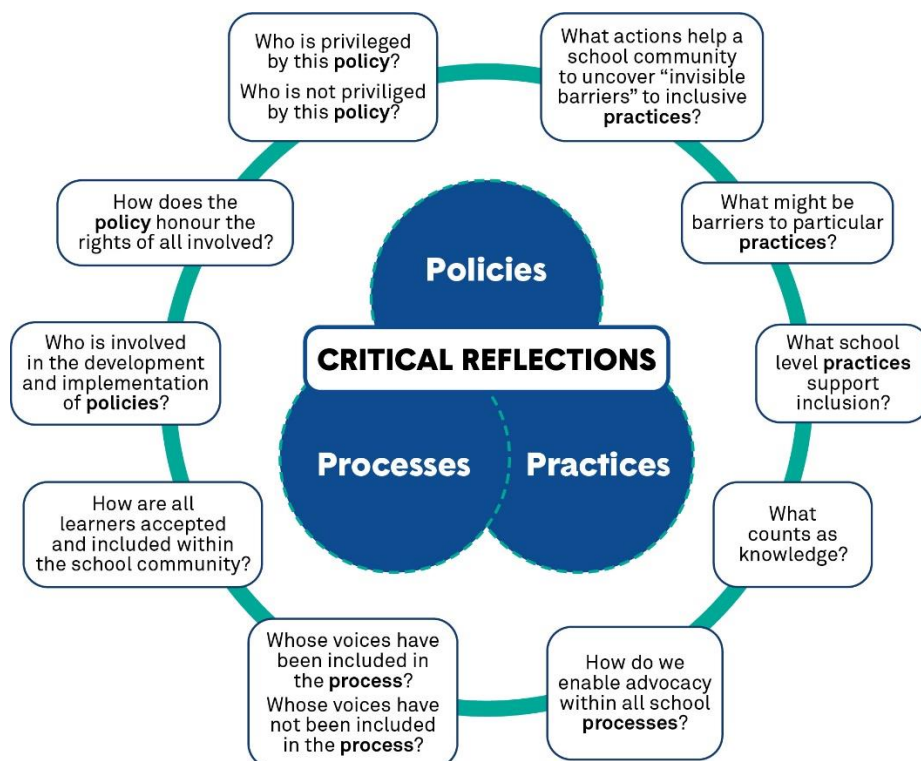 Who is privileged
by this policy?
Who is not priviliged
by this policy?
What actions help a
school community
to uncover “invisible
barriers” to inclusive
practices?
How does the
policy honour the
rights of all involved?
What might be
barriers to particular
practices?
Policies
CRITICAL REFLECTIONS
Processes
Practices
Who is involved
in the development
and implementation
of policies?
What school
level practices
support
inclusion?
How are all
learners accepted
and included within
the school community?
What
counts as
knowledge?
Whose voices have
been included in
the process?
Whose voices have
not been included
in the process?
How do we
enable advocacy
within all school
processes?